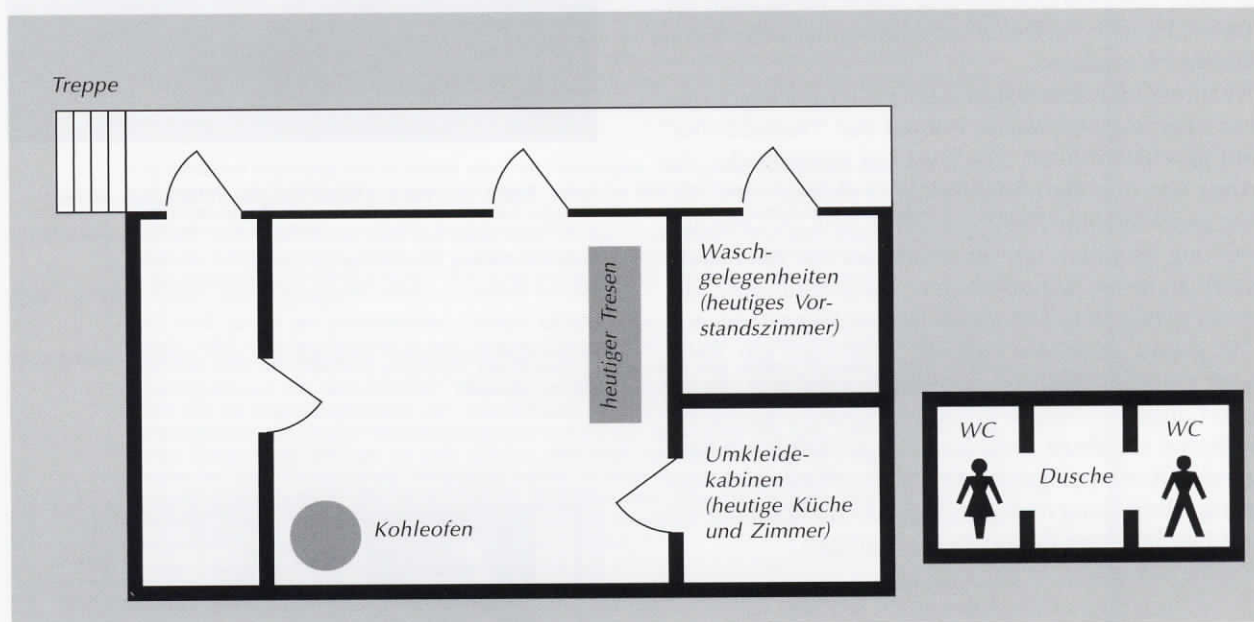 Treppe
Wasch-
gelegenheiten
(heutiges Vor-
standszimmer)
heutiger Tresen
Umkleide-
kabinen
(heutige Küche
und Zimmer)
Kohleofen
WC
Dusche
WC